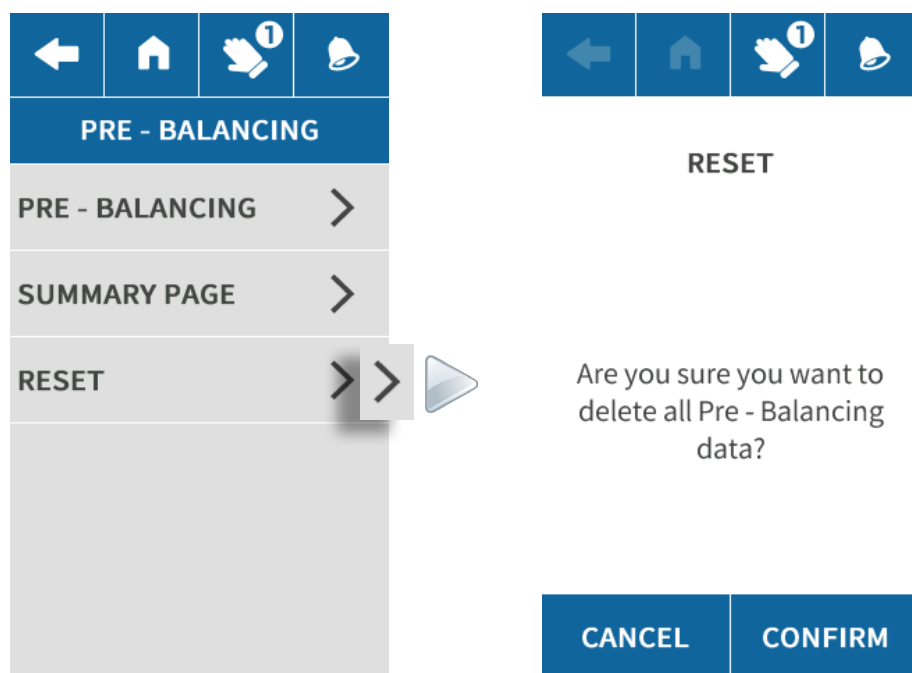 1
PRE - BALANCING
PRE - BALANCING
SUMMARY PAGE
RESET
1
RESET
Are you sure you want to
delete all Pre - Balancing
data?
CANCEL
CONFIRM